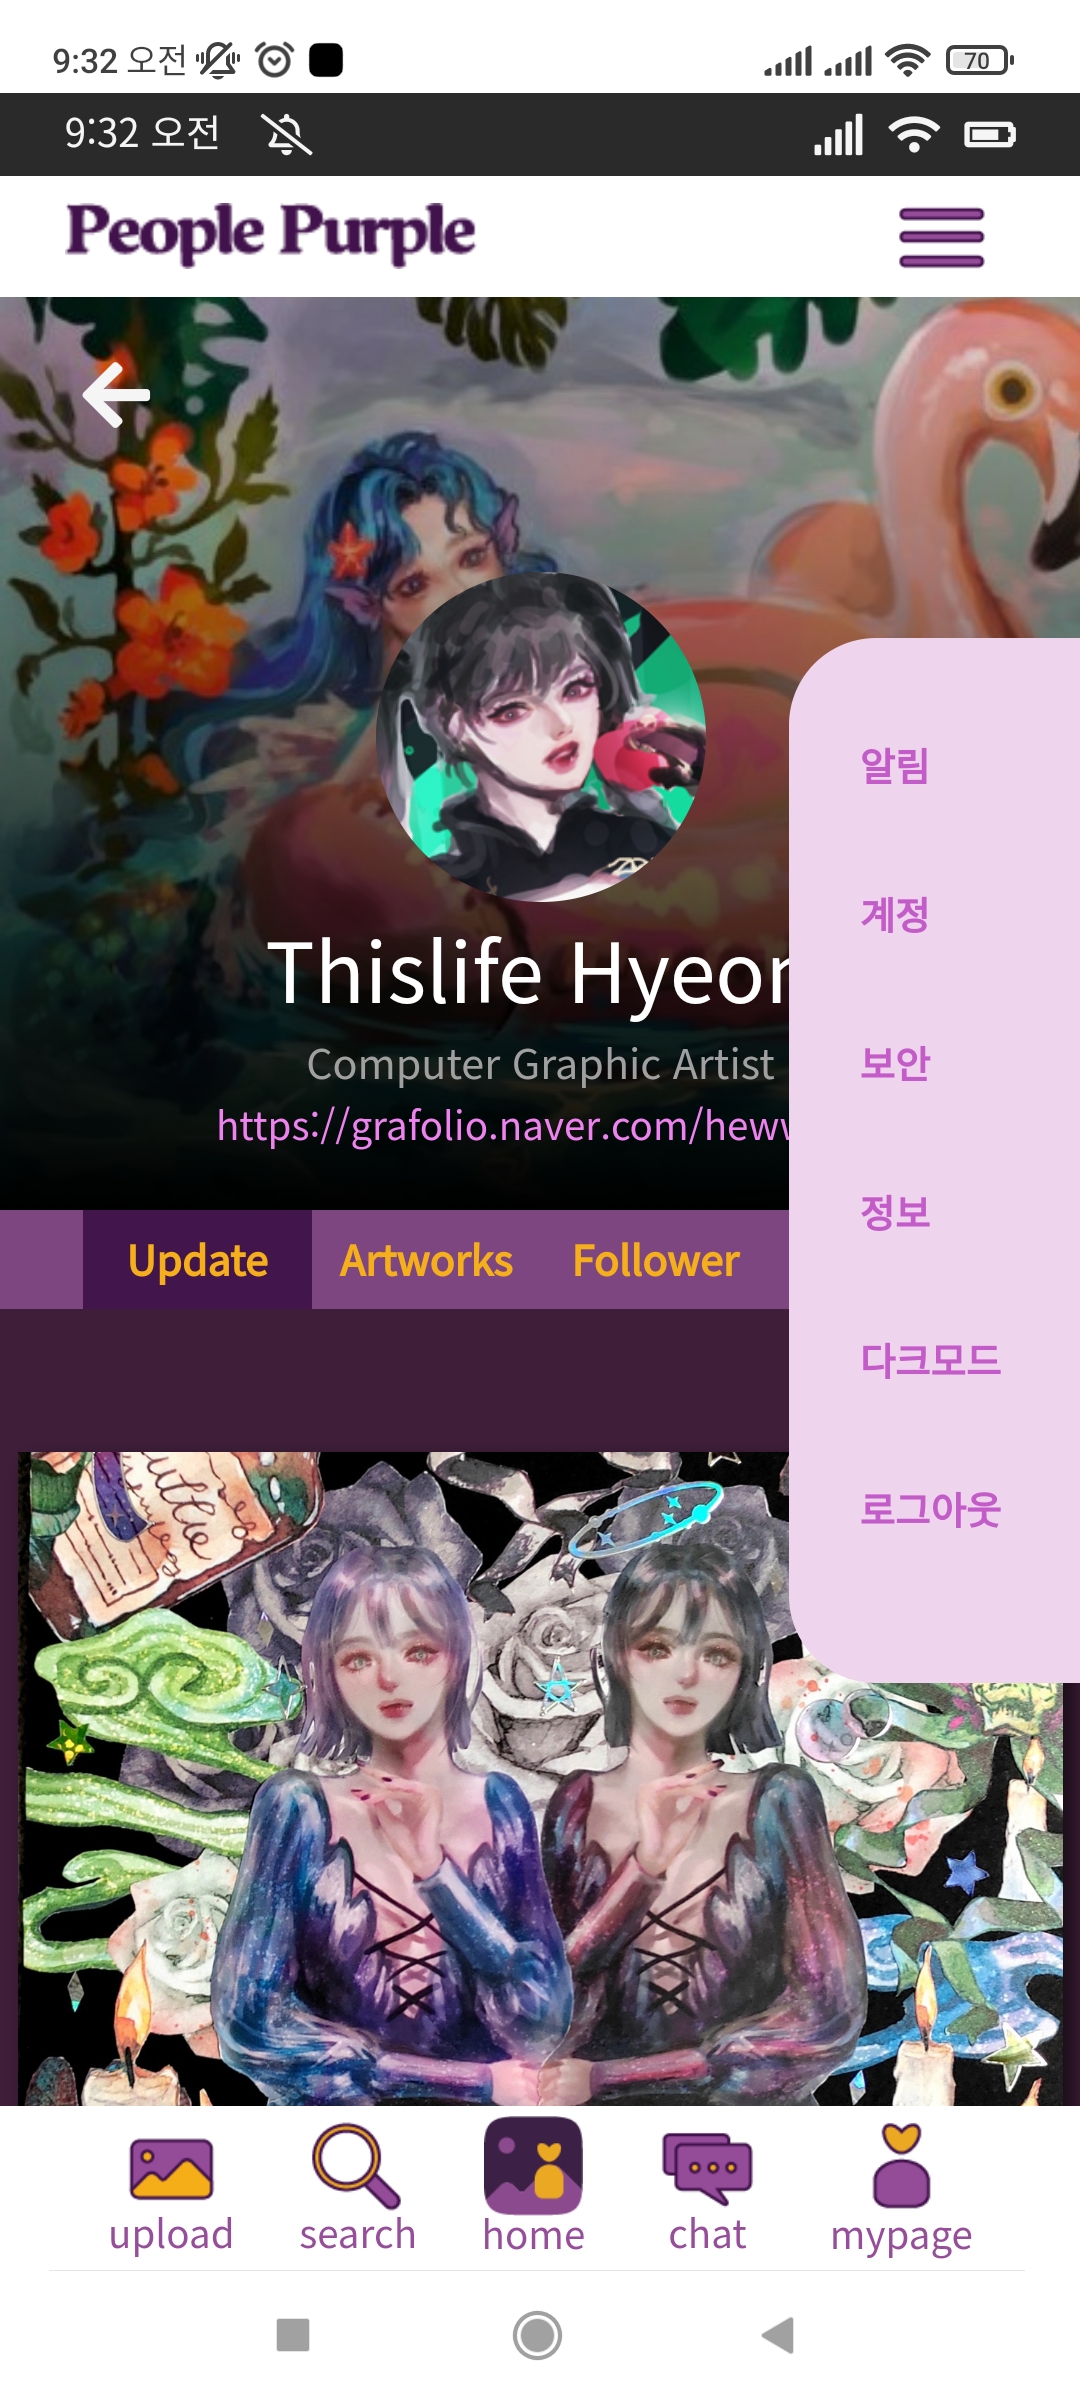 9:32 오전
70
9:32 오전
People Purple
Thislife Hyeon
Computer Graphic Artist
https://grafolio.naver.com/hew
Update Artworks Follower
알림
계정
보안
정보
다크모드
로그아웃
upload search home chat mypage